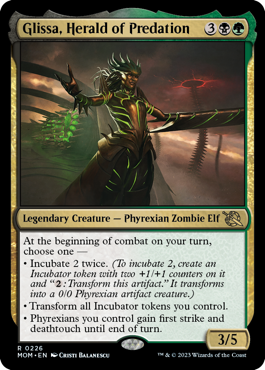 Glissa, Herald of Predation 3
Legendary Creature — Phyrexian Zombie Elf
At the beginning of combat on your turn,
choose one —
• Incubate 2 twice. (To incubate 2, create an
Incubator token with two +1/+1 counters on it
and “2: Transform this artifact.” It transforms
into a 0/0 Phyrexian artifact creature.)
• Transform all Incubator tokens you control.
• Phyrexians you control gain first strike and
deathtouch until end of turn.
3/5
R 0226
MOM • EN Cristi Balanescu
™ & © 2023 Wizards of the Coast